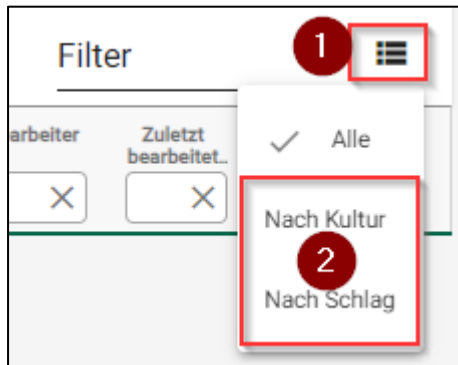 Filter
1
arbeiter
Zuletzt
bearbeitet..
Alle
Nach Kultur
2
Nach Schlag